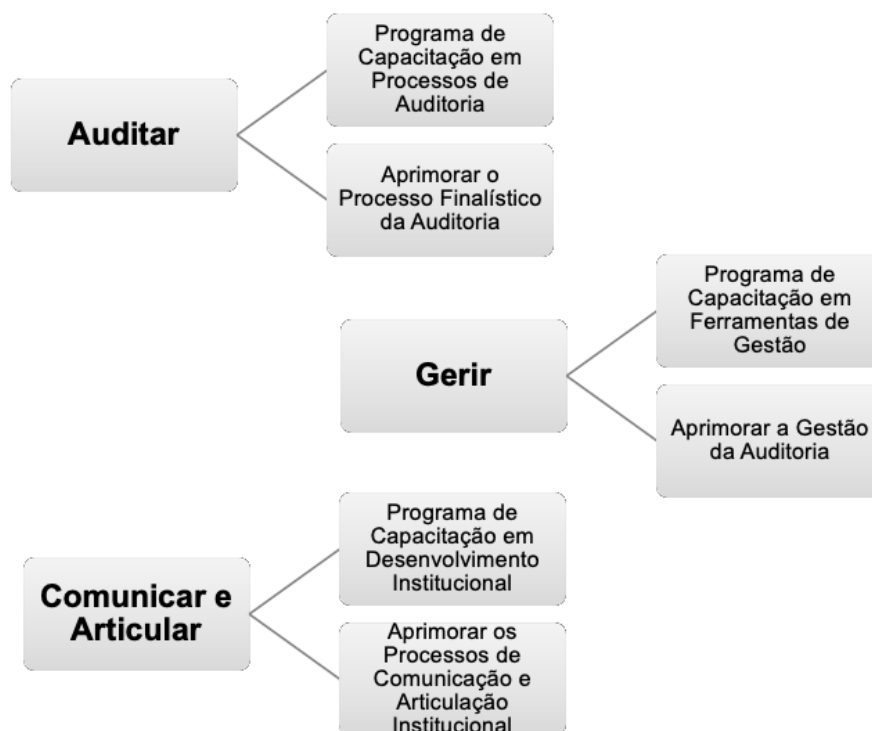 Auditar
Programa de
Capacitação em
Processos de
Auditoria
Aprimorar o
Processo Finalístico
da Auditoria
Gerir
Programa de
Capacitação em
Ferramentas de
Gestão
Aprimorar a Gestão
da Auditoria
Comunicar e
Articular
Programa de
Capacitação em
Desenvolvimento
Institucional
Aprimorar os
Processos de
Comunicação e
Articulação
Institucional